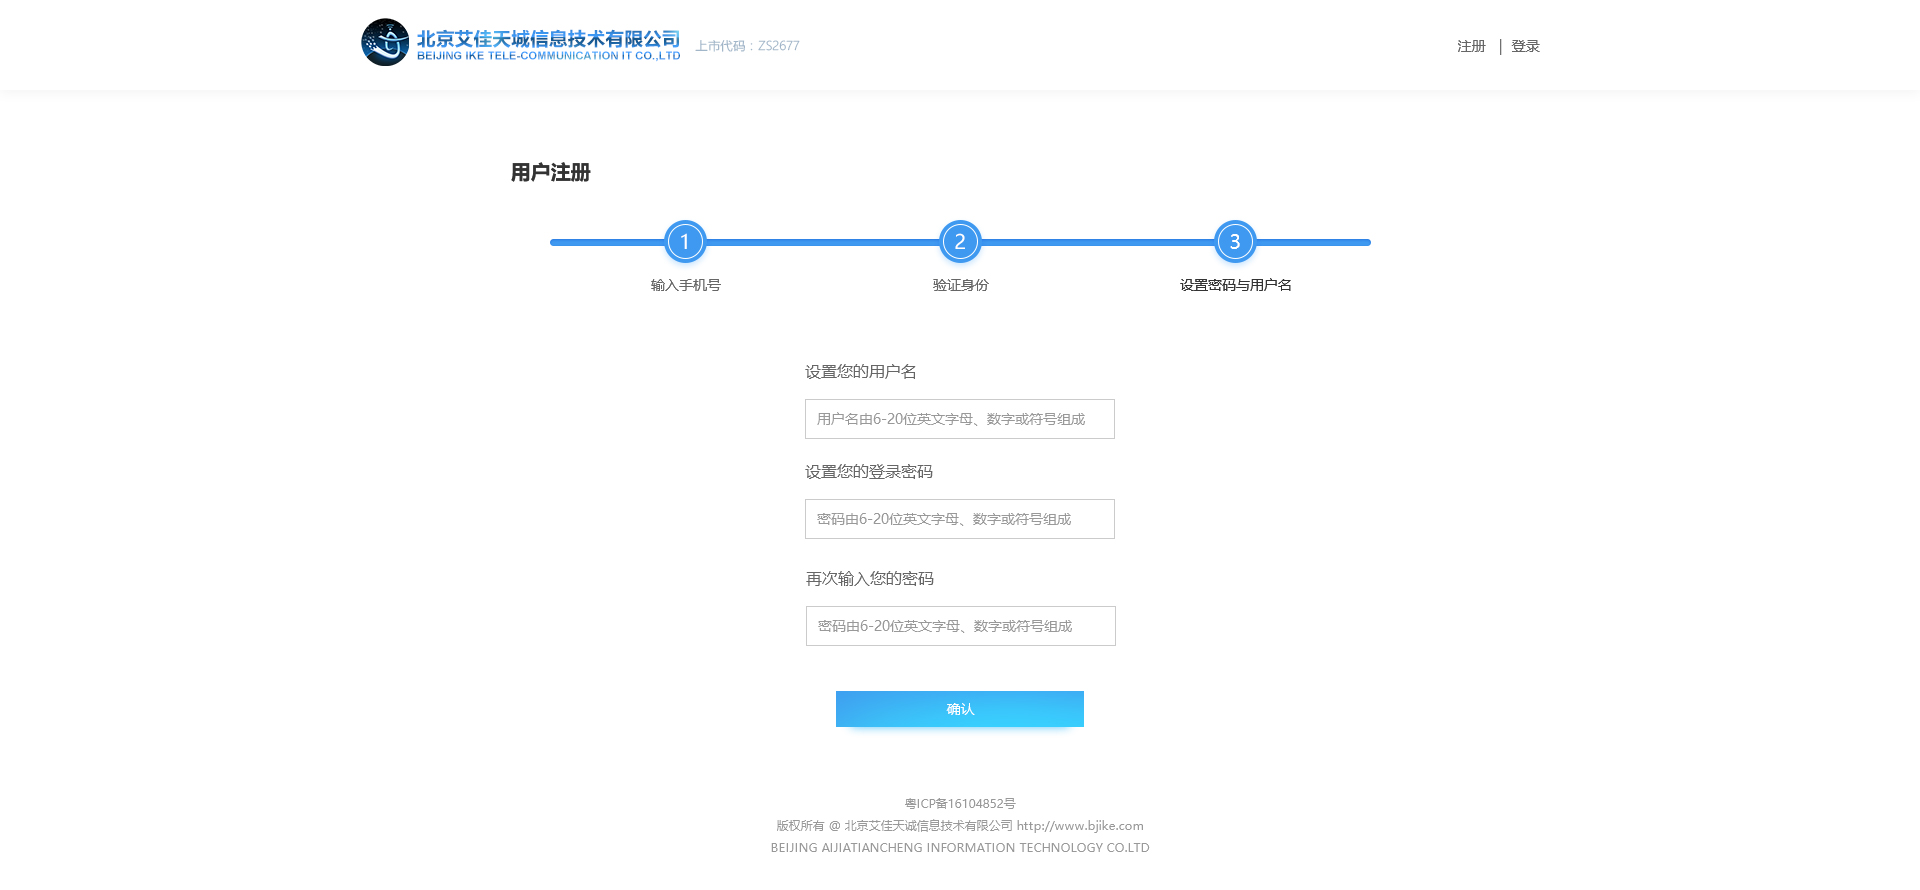 北京艾佳天诚信息技术有限公司
BEIJING IKE TELE-COMMUNICATION IT CO.,LTD
上市代码：ZS2677
注册 | 登录
用户注册
1 2 3
输入手机号 验证身份 设置密码与用户名
设置您的用户名
用户名由6-20位英文字母、数字或符号组成
设置您的登录密码
密码由6-20位英文字母、数字或符号组成
再次输入您的密码
密码由6-20位英文字母、数字或符号组成
确认
粤ICP备16104852号
版权所有 @ 北京艾佳天诚信息技术有限公司 http://www.bjike.com
BEIJING AIJIATIANCHENG INFORMATION TECHNOLOGY CO.LTD